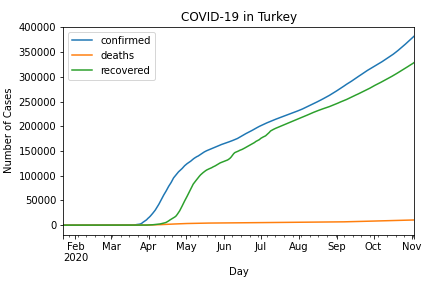 COVID-19 in Turkey
confirmed
deaths
recovered
Number of Cases
400000
350000
300000
250000
200000
150000
100000
50000
0
Feb Mar Apr May Jun Jul Aug Sep Oct Nov
2020
Day